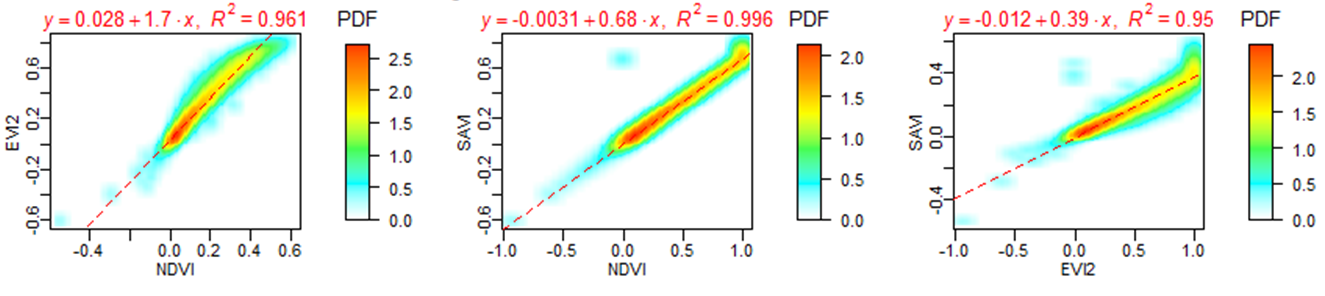 y = 0.028 + 1.7 · x, R² = 0.961 PDF
EVI2
0.6
0.2
-0.2
-0.6
-0.4 0.0 0.2 0.4 0.6
NDVI
2.5
2.0
1.5
1.0
0.5
0.0
y = -0.0031 + 0.68 · x, R² = 0.996 PDF
SAVI
0.6
0.2
-0.2
-0.6
-1.0 -0.5 0.0 0.5 1.0
NDVI
2.0
1.5
1.0
0.5
0.0
y = -0.012 + 0.39 · x, R² = 0.95 PDF
SAVI
0.4
0.0
-0.4
-1.0 -0.5 0.0 0.5 1.0
EVI2
2.0
1.5
1.0
0.5
0.0